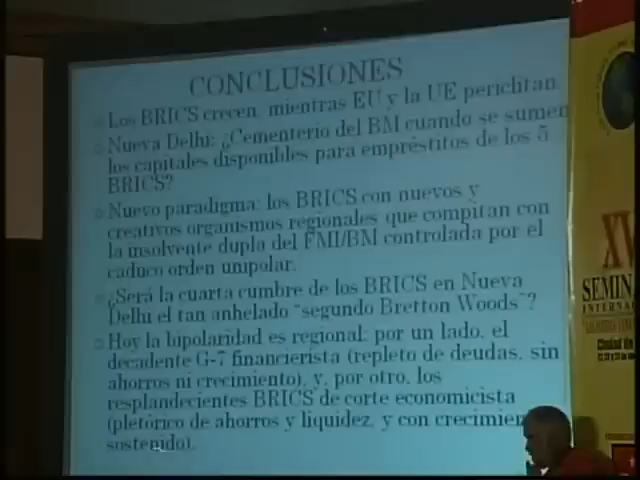 CONCLUSIONES
Los BRICS crecen, mientras EU y la UE periclitan.
Nueva Delhi: ¿Cementerio del BM cuando se sumen
los capitales disponibles para empréstitos de los 5
BRICS?
Nuevo paradigma: los BRICS con nuevos y
creativos organismos regionales que compitan con
la insolvente dupla del FMI/BM controlada por el
caduco orden unipolar.
¿Será la cuarta cumbre de los BRICS en Nueva
Delhi el tan anhelado "segundo Bretton Woods"?
Hoy la bipolaridad es regional: por un lado, el
decadente G-7 financierista (repleto de deudas, sin
ahorros ni crecimiento), y, por otro, los
resplandecientes BRICS de corte economicista
(pletórico de ahorros y liquidez, y con crecimien
sostenido).
XV
SEMIN
INTERNA
Ciudad de